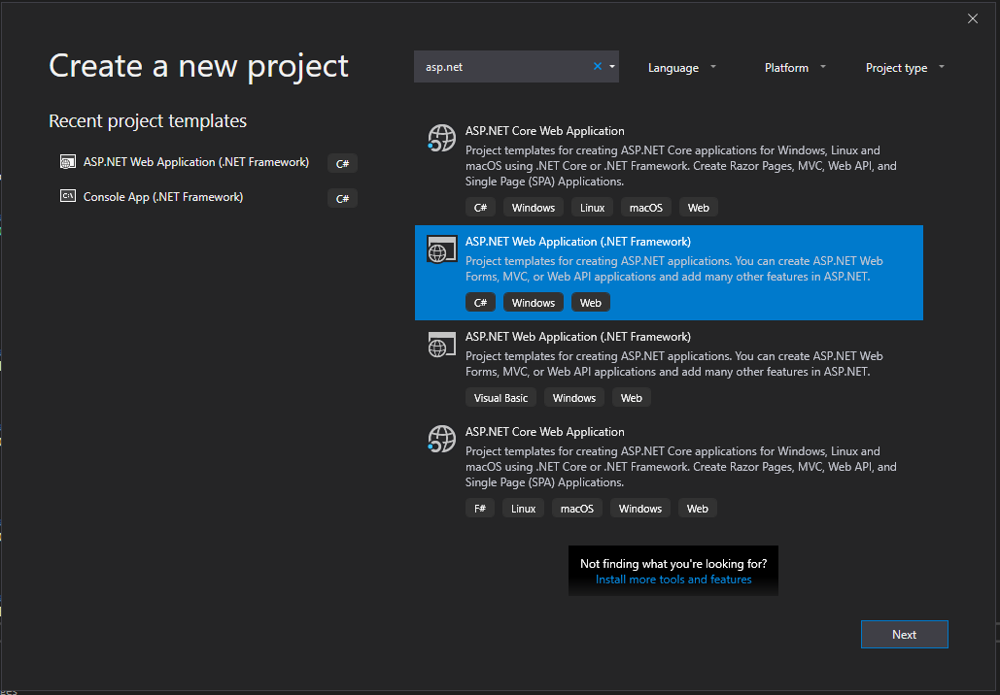 Create a new project
asp.net
Language
Platform
Project type
Recent project templates
ASP.NET Web Application (.NET Framework)
C#
Console App (.NET Framework)
C#
ASP.NET Core Web Application
Project templates for creating ASP.NET Core applications for Windows, Linux and
macOS using .NET Core or .NET Framework. Create Razor Pages, MVC, Web API, and
Single Page (SPA) Applications.
C# Windows Linux macOS Web
ASP.NET Web Application (.NET Framework)
Project templates for creating ASP.NET applications. You can create ASP.NET Web
Forms, MVC, or Web API applications and add many other features in ASP.NET.
C# Windows Web
ASP.NET Web Application (.NET Framework)
Project templates for creating ASP.NET applications. You can create ASP.NET Web
Forms, MVC, or Web API applications and add many other features in ASP.NET.
Visual Basic Windows Web
ASP.NET Core Web Application
Project templates for creating ASP.NET Core applications for Windows, Linux and
macOS using .NET Core or .NET Framework. Create Razor Pages, MVC, Web API, and
Single Page (SPA) Applications.
F# Linux macOS Windows Web
Not finding what you're looking for?
Install more tools and features
Next